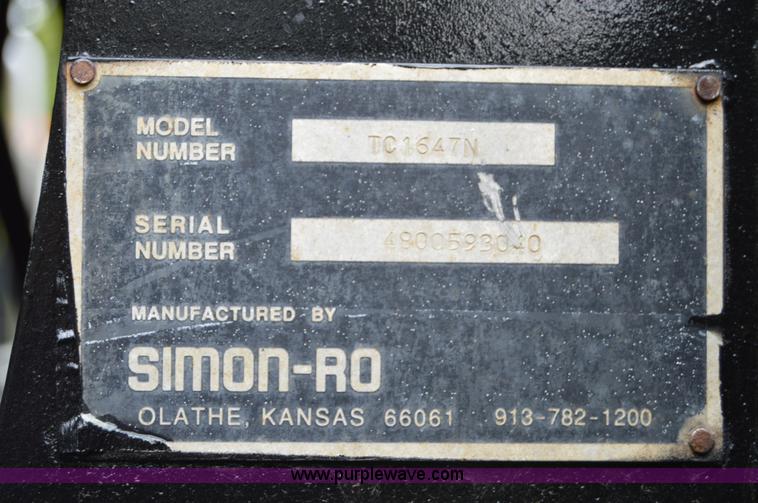 MODEL
NUMBER TC1647N
SERIAL
NUMBER 4900593040
MANUFACTURED BY
SIMON-RO
OLATHE, KANSAS 66061 913-782-1200
www.purplewave.com